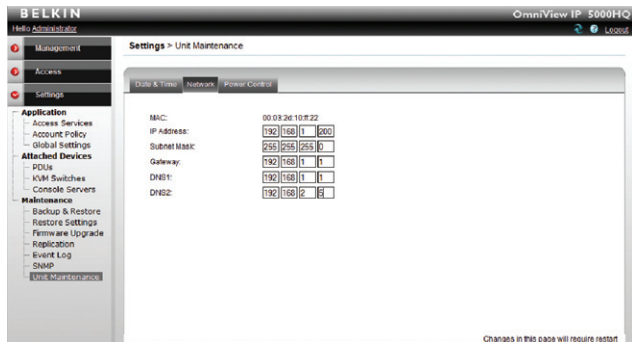 BELKIN
OmniView IP 5000HQ
Hello Administrator
Logout
Management
Access
Settings
Application
Access Services
Account Policy
Global Settings
Attached Devices
PDUs
KVM Switches
Console Servers
Maintenance
Backup & Restore
Restore Settings
Firmware Upgrade
Replication
Event Log
SNMP
Unit Maintenance
Settings > Unit Maintenance
Date & Time Network Power Control
MAC: 00:03:2d:10:ff:22
IP Address: 192 168 1 200
Subnet Mask: 255 255 255 0
Gateway: 192 168 1 1
DNS1: 192 168 1 1
DNS2: 192 168 2 5
Changes in this page will require restart